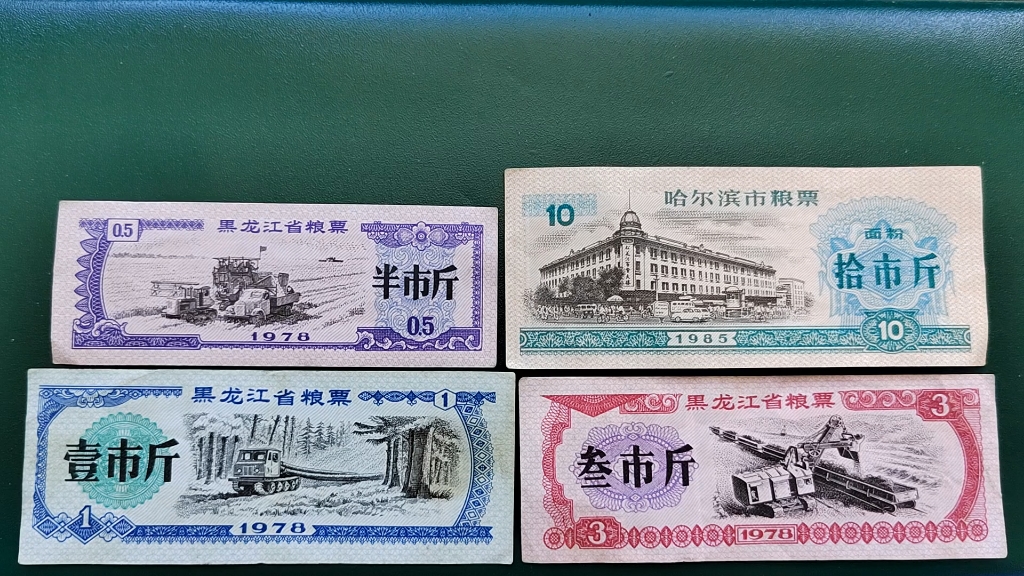 0.5
黑龙江省粮票
半市斤
0.5
1978
10
哈尔滨市粮票
面粉
拾市斤
10
1985
黑龙江省粮票
1
壹市斤
1
1978
黑龙江省粮票
3
叁市斤
3
1978